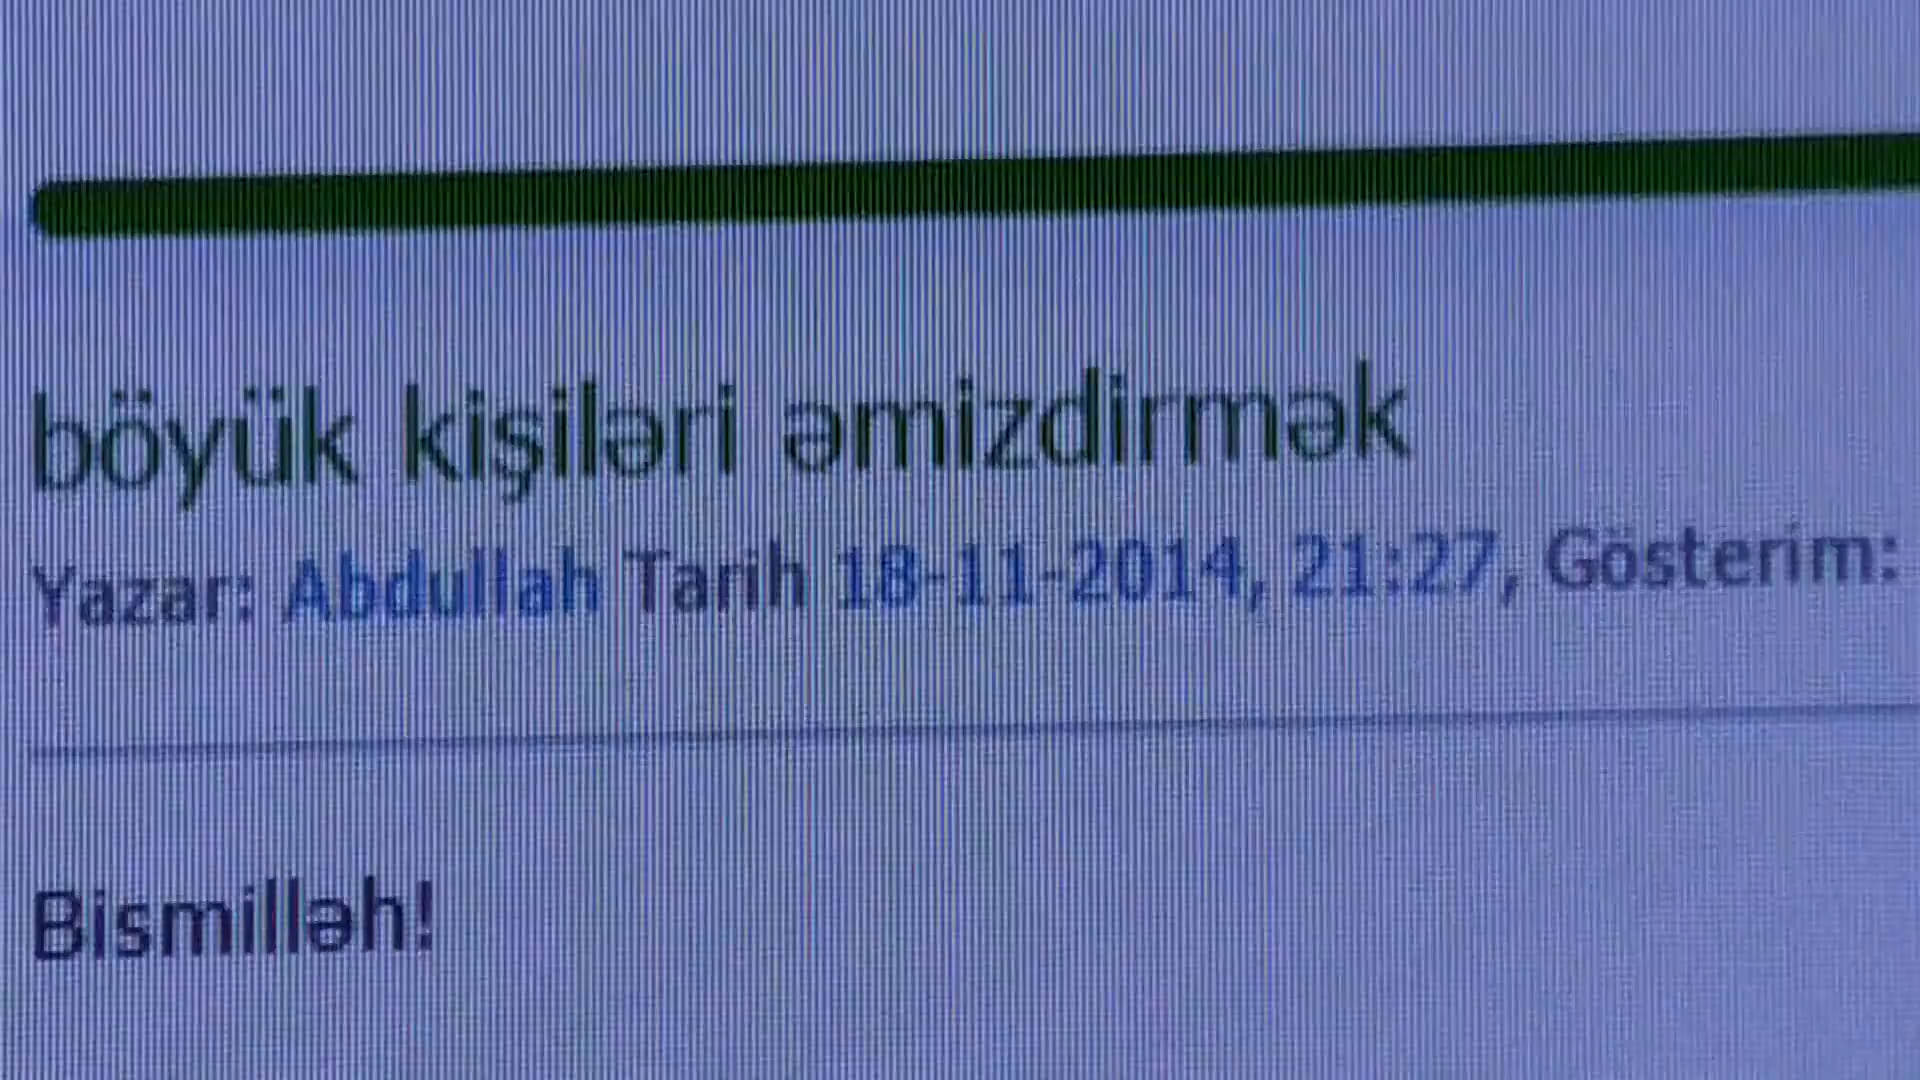 böyük kişiləri əmizdirmək
Yazar: Abdullah Tarih 18-11-2014, 21:27, Gösterim:
Bismilləh!